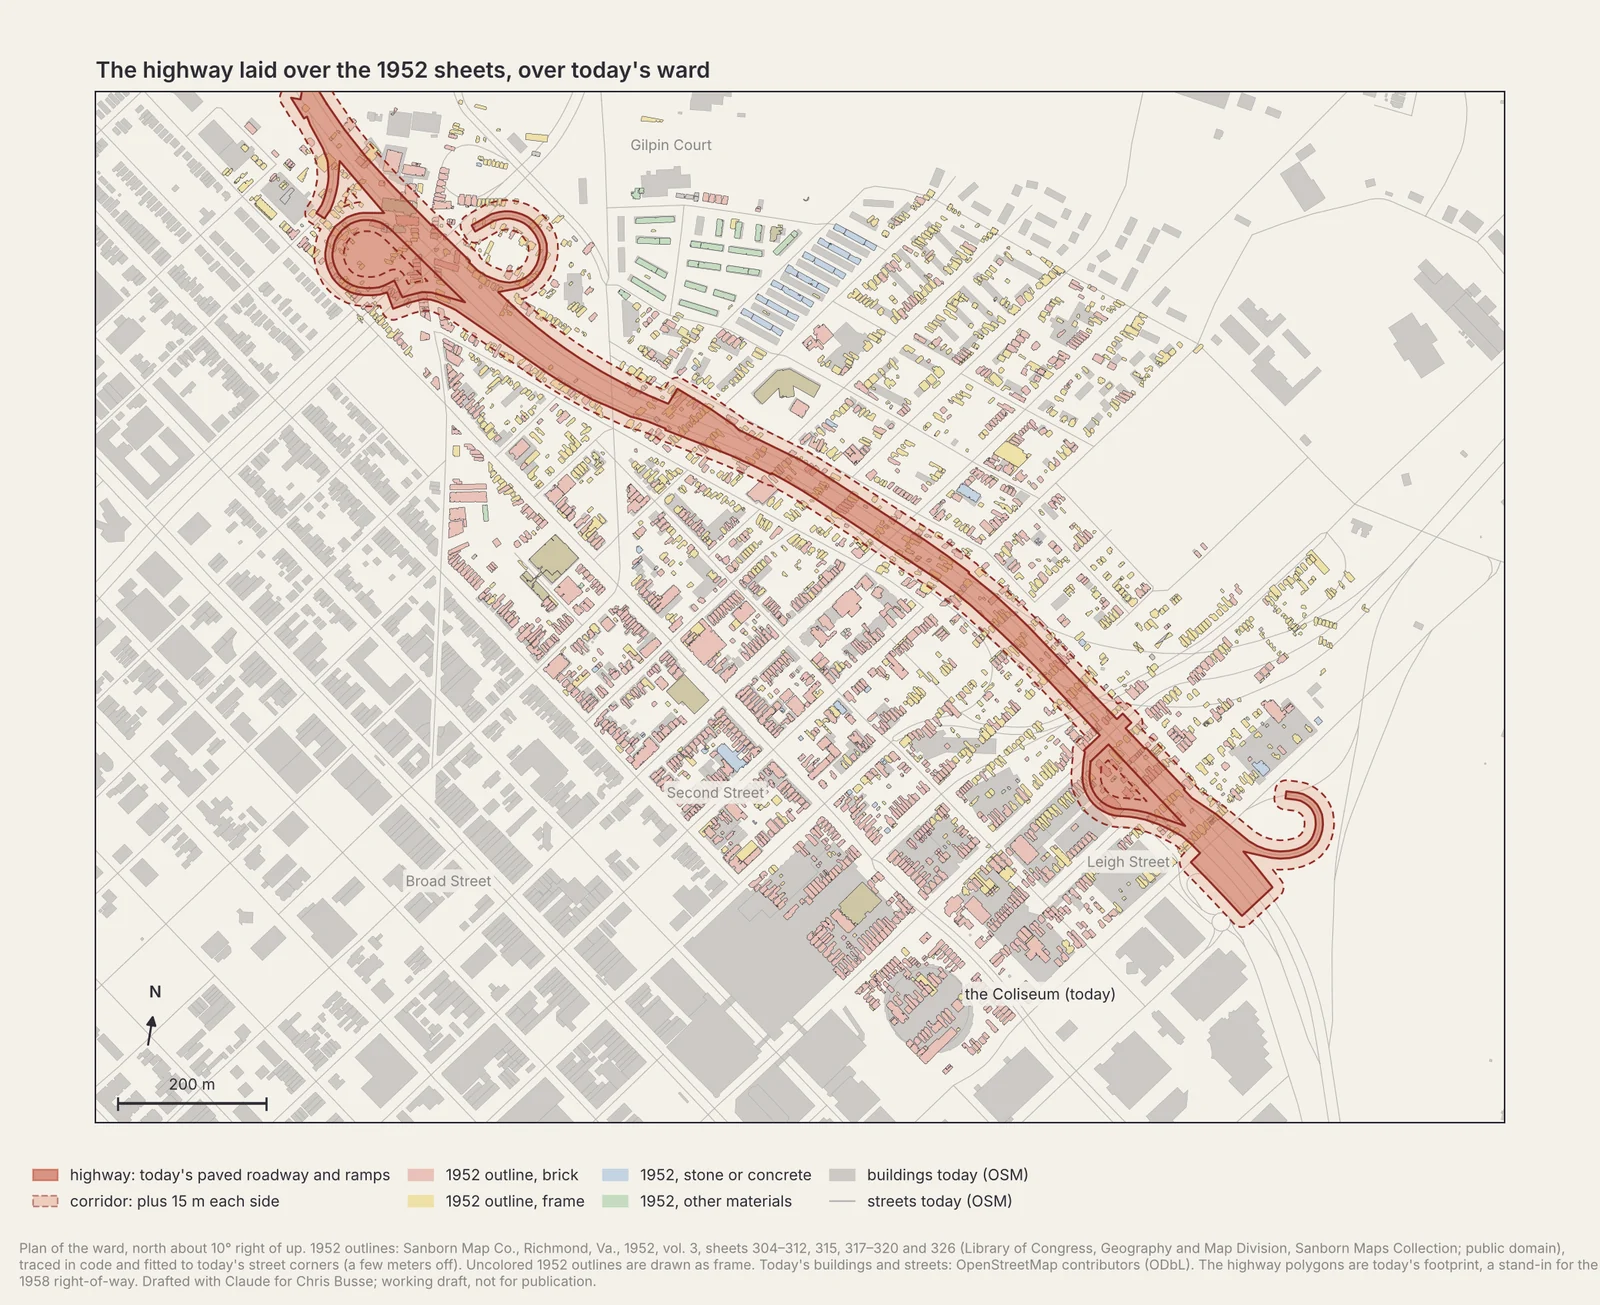 The highway laid over the 1952 sheets, over today's ward
Gilpin Court
Second Street
Leigh Street
Broad Street
the Coliseum (today)
N
200 m
highway: today's paved roadway and ramps
corridor: plus 15 m each side
1952 outline, brick
1952 outline, frame
1952, stone or concrete
1952, other materials
buildings today (OSM)
streets today (OSM)
Plan of the ward, north about 10° right of up. 1952 outlines: Sanborn Map Co., Richmond, Va., 1952, vol. 3, sheets 304–312, 315, 317–320 and 326 (Library of Congress, Geography and Map Division, Sanborn Maps Collection; public domain),
traced in code and fitted to today's street corners (a few meters off). Uncolored 1952 outlines are drawn as frame. Today's buildings and streets: OpenStreetMap contributors (ODbL). The highway polygons are today's footprint, a stand-in for the
1958 right-of-way. Drafted with Claude for Chris Busse; working draft, not for publication.